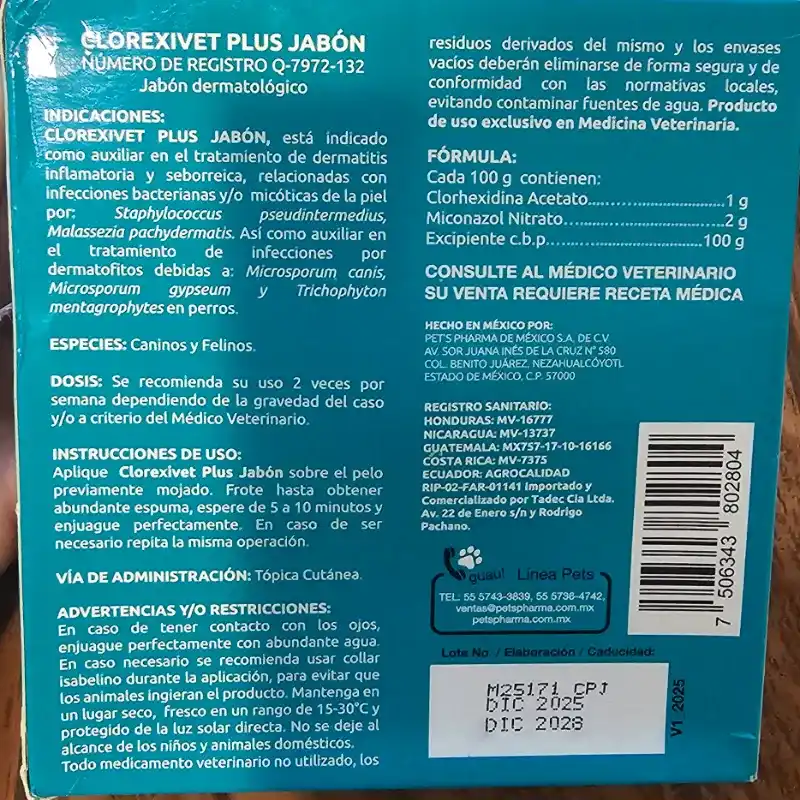 CLOREXIVET PLUS JABÓN
NÚMERO DE REGISTRO Q-7972-132
Jabón dermatológico
INDICACIONES:
CLOREXIVET PLUS JABÓN, está indicado
como auxiliar en el tratamiento de dermatitis
inflamatoria y seborreica, relacionadas con
infecciones bacterianas y/o micóticas de la piel
por: Staphylococcus pseudintermedius,
Malassezia pachydermatis. Así como auxiliar en
el tratamiento de infecciones por
dermatofitos debidas a: Microsporum canis,
Microsporum gypseum y Trichophyton
mentagrophytes en perros.
ESPECIES: Caninos y Felinos.
DOSIS: Se recomienda su uso 2 veces por
semana dependiendo de la gravedad del caso
y/o a criterio del Médico Veterinario.
INSTRUCCIONES DE USO:
Aplique Clorexivet Plus Jabón sobre el pelo
previamente mojado. Frote hasta obtener
abundante espuma, espere de 5 a 10 minutos y
enjuague perfectamente. En caso de ser
necesario repita la misma operación.
VÍA DE ADMINISTRACIÓN: Tópica Cutánea.
ADVERTENCIAS Y/O RESTRICCIONES:
En caso de tener contacto con los ojos,
enjuague perfectamente con abundante agua.
En caso necesario se recomienda usar collar
isabelino durante la aplicación, para evitar que
los animales ingieran el producto. Mantenga en
un lugar seco, fresco en un rango de 15-30°C y
protegido de la luz solar directa. No se deje al
alcance de los niños y animales domésticos.
Todo medicamento veterinario no utilizado, los
residuos derivados del mismo y los envases
vacíos deberán eliminarse de forma segura y de
conformidad con las normativas locales,
evitando contaminar fuentes de agua. Producto
de uso exclusivo en Medicina Veterinaria.
FÓRMULA:
Cada 100 g contienen:
Clorhexidina Acetato..............................1 g
Miconazol Nitrato..................................2 g
Excipiente c.b.p.................................100 g
CONSULTE AL MÉDICO VETERINARIO
SU VENTA REQUIERE RECETA MÉDICA
HECHO EN MÉXICO POR:
PET'S PHARMA DE MÉXICO S.A. DE C.V
AV. SOR JUANA INÉS DE LA CRUZ N° 580
COL. BENITO JUÁREZ, NEZAHUALCÓYOTL
ESTADO DE MÉXICO, C.P. 57000
REGISTRO SANITARIO:
HONDURAS: MV-16777
NICARAGUA: MV-13737
GUATEMALA: MX757-17-10-16166
COSTA RICA: MV-7375
ECUADOR: AGROCALIDAD
RIP-02-FAR-01141 Importado y
Comercializado por Tadec Cia Ltda.
Av. 22 de Enero s/n y Rodrigo
Pachano.
guau! Línea Pets
TEL: 55 5743-3839, 55 5736-4742,
ventas@petspharma.com.mx
petspharma.com.mx
7 506343 802804
Lote No / Elaboración / Caducidad:
M25171 CPJ
DIC 2025
DIC 2028
V1 2025